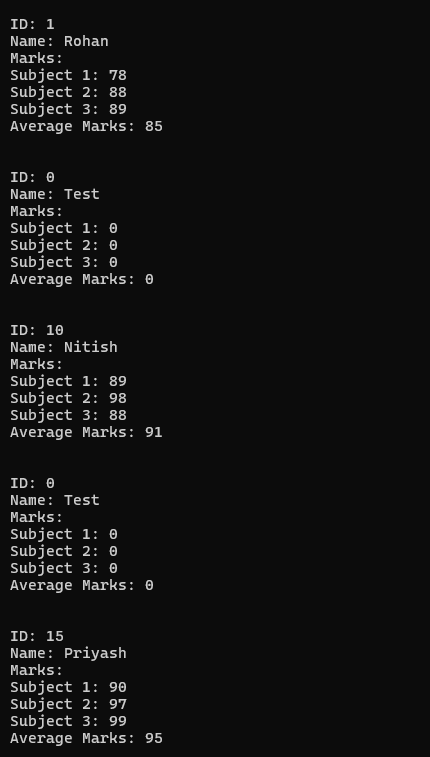 ID: 1
Name: Rohan
Marks:
Subject 1: 78
Subject 2: 88
Subject 3: 89
Average Marks: 85
ID: 0
Name: Test
Marks:
Subject 1: 0
Subject 2: 0
Subject 3: 0
Average Marks: 0
ID: 10
Name: Nitish
Marks:
Subject 1: 89
Subject 2: 98
Subject 3: 88
Average Marks: 91
ID: 0
Name: Test
Marks:
Subject 1: 0
Subject 2: 0
Subject 3: 0
Average Marks: 0
ID: 15
Name: Priyash
Marks:
Subject 1: 90
Subject 2: 97
Subject 3: 99
Average Marks: 95